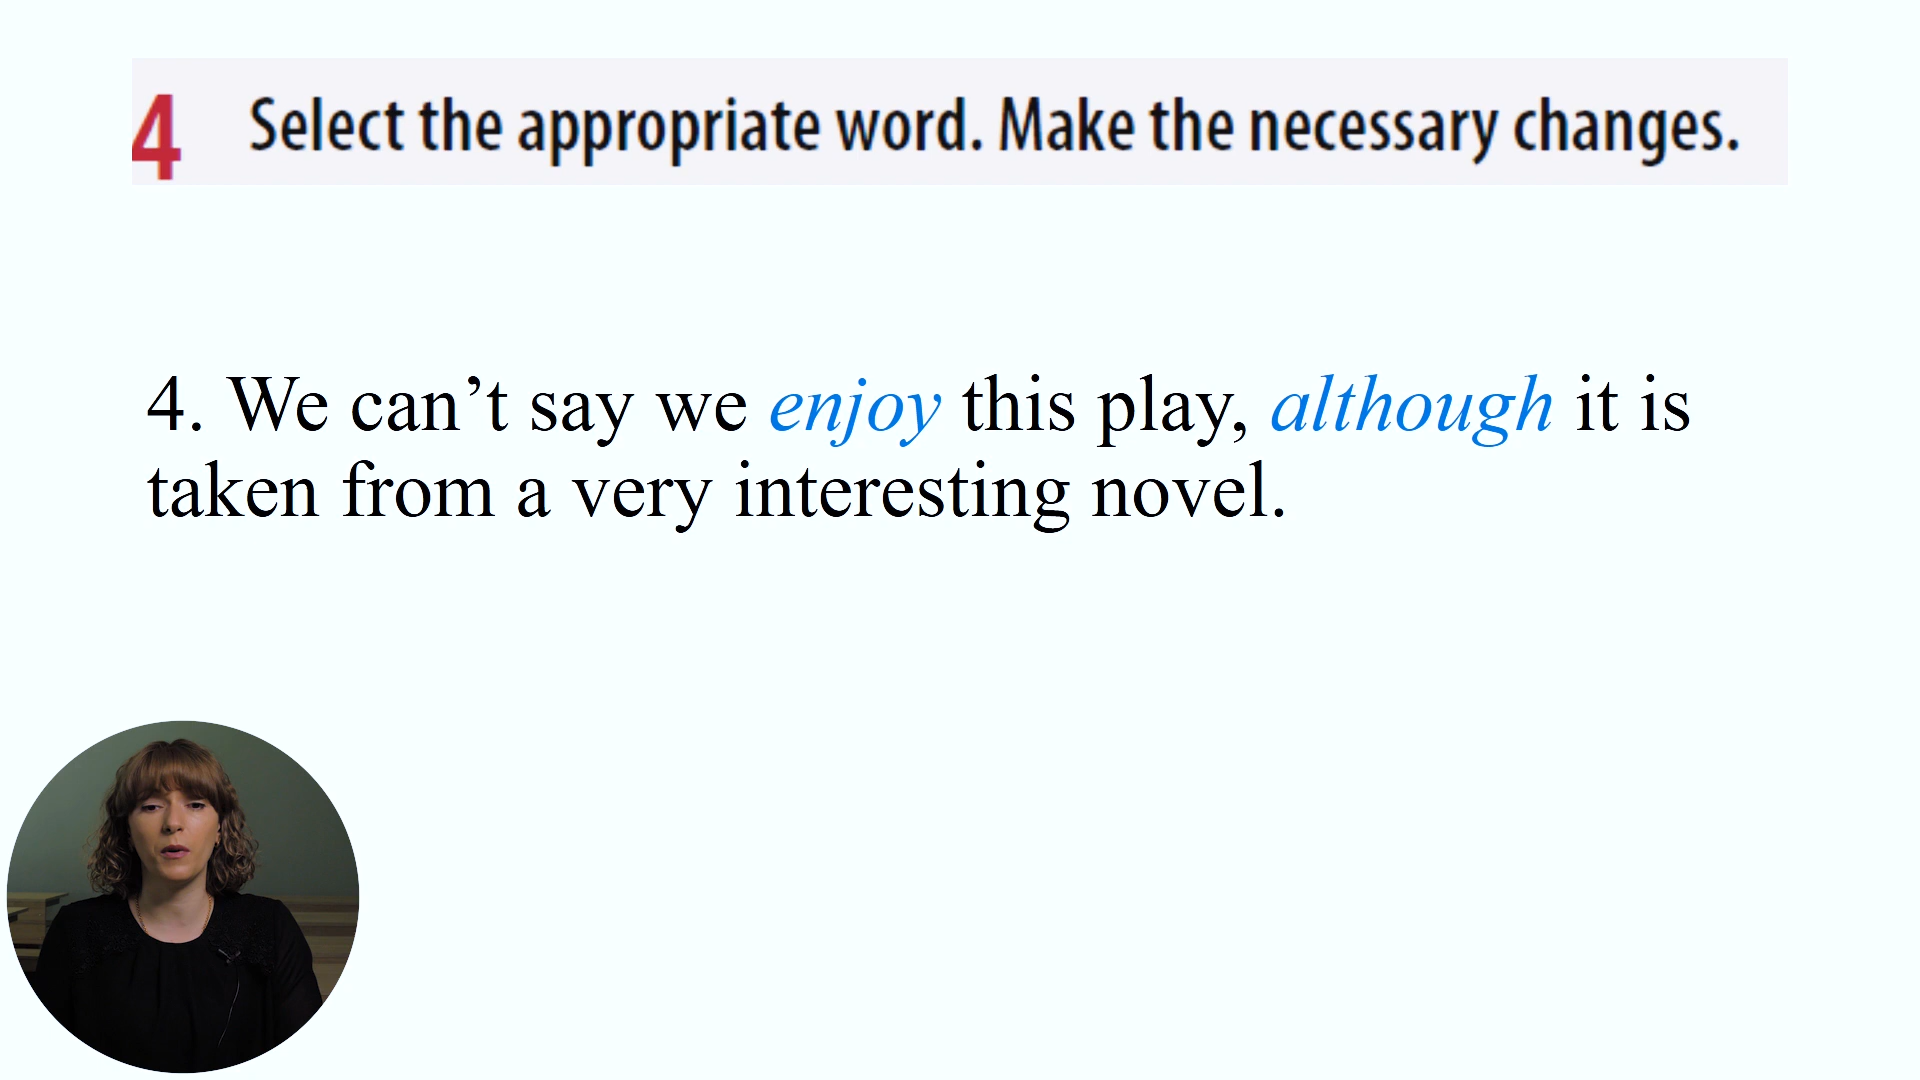 4 Select the appropriate word. Make the necessary changes.
4. We can’t say we enjoy this play, although it is
taken from a very interesting novel.